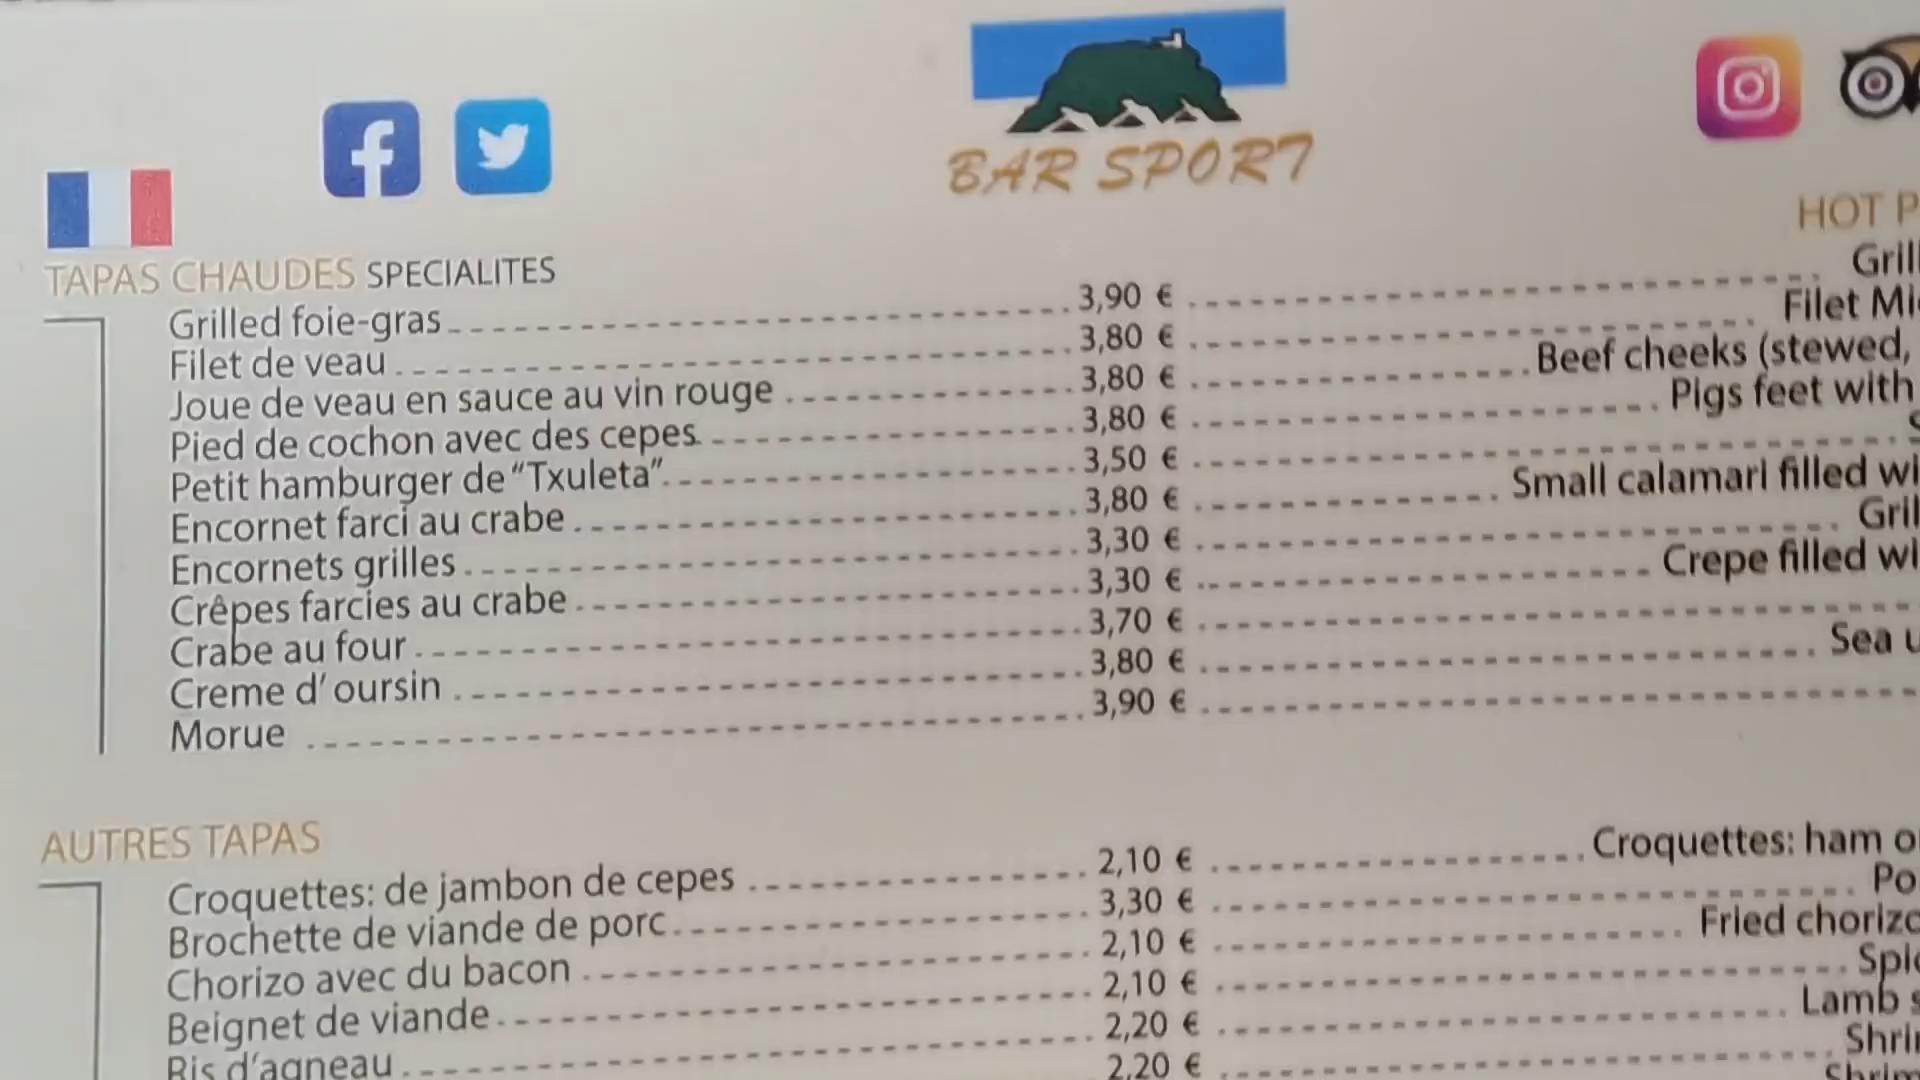 BAR SPORT
TAPAS CHAUDES SPECIALITES
Grilled foie-gras 3,90 €
Filet de veau 3,80 €
Joue de veau en sauce au vin rouge 3,80 € Beef cheeks (stewed,
Pied de cochon avec des cepes 3,80 € Pigs feet with
Petit hamburger de "Txuleta" 3,50 €
Encornet farci au crabe 3,80 € Small calamari filled
Encornets grilles 3,30 €
Crêpes farcies au crabe 3,30 € Crepe filled
Crabe au four 3,70 €
Creme d' oursin 3,80 € Sea
Morue 3,90 €
HOT
Filet
AUTRES TAPAS
Croquettes: de jambon de cepes 2,10 € Croquettes: ham
Brochette de viande de porc 3,30 €
Chorizo avec du bacon 2,10 € Fried
Beignet de viande 2,10 €
Ris d'agneau 2,20 € Lamb
2,20 €